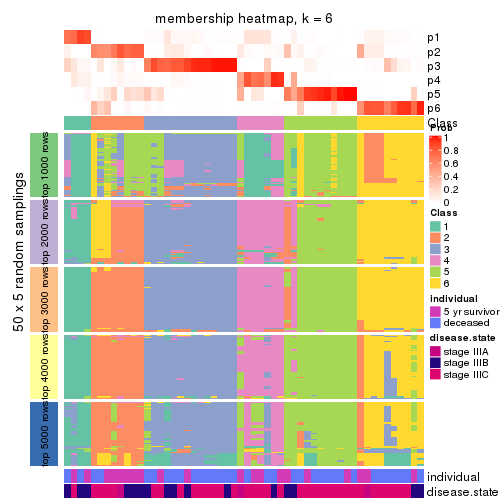 membership heatmap, k = 6
p1
p2
p3
p4
p5
p6
Class
50 x 5 random samplings
top 1000 rows
top 2000 rows
top 3000 rows
top 4000 rows
top 5000 rows
individual
disease.state
Prob
1
0.8
0.6
0.4
0.2
0
Class
1
2
3
4
5
6
individual
5 yr survivor
deceased
disease.state
stage IIIA
stage IIIB
stage IIIC